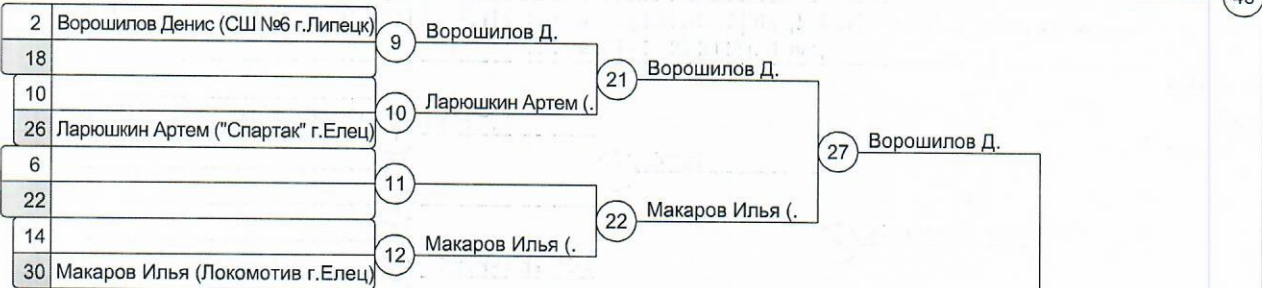 2 Ворошилов Денис (СШ №6 г.Липецк)
18
9 Ворошилов Д.
10
26 Ларюшкин Артем ("Спартак" г.Елец)
10 Ларюшкин Артем (.
21 Ворошилов Д.
6
22
11
14
30 Макаров Илья (Локомотив г.Елец)
12 Макаров Илья (.
22 Макаров Илья (.
27 Ворошилов Д.